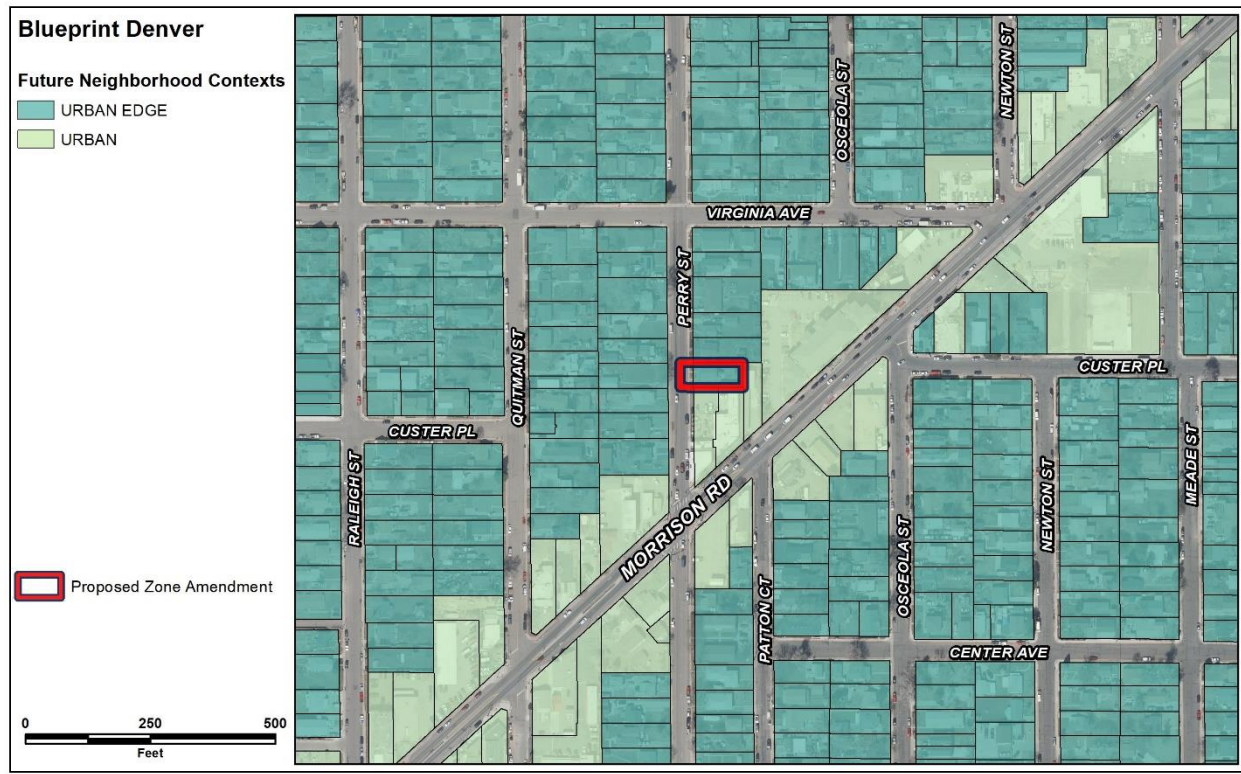 Blueprint Denver
Future Neighborhood Contexts
URBAN EDGE
URBAN
Proposed Zone Amendment
0 250 500
Feet
OSCEOLA ST
NEWTON ST
VIRGINIA AVE
PERRY ST
QUITMAN ST
CUSTER PL
CUSTER PL
RALEIGH ST
MORRISON RD
PATTON CT
OSCEOLA ST
NEWTON ST
MEADE ST
CENTER AVE